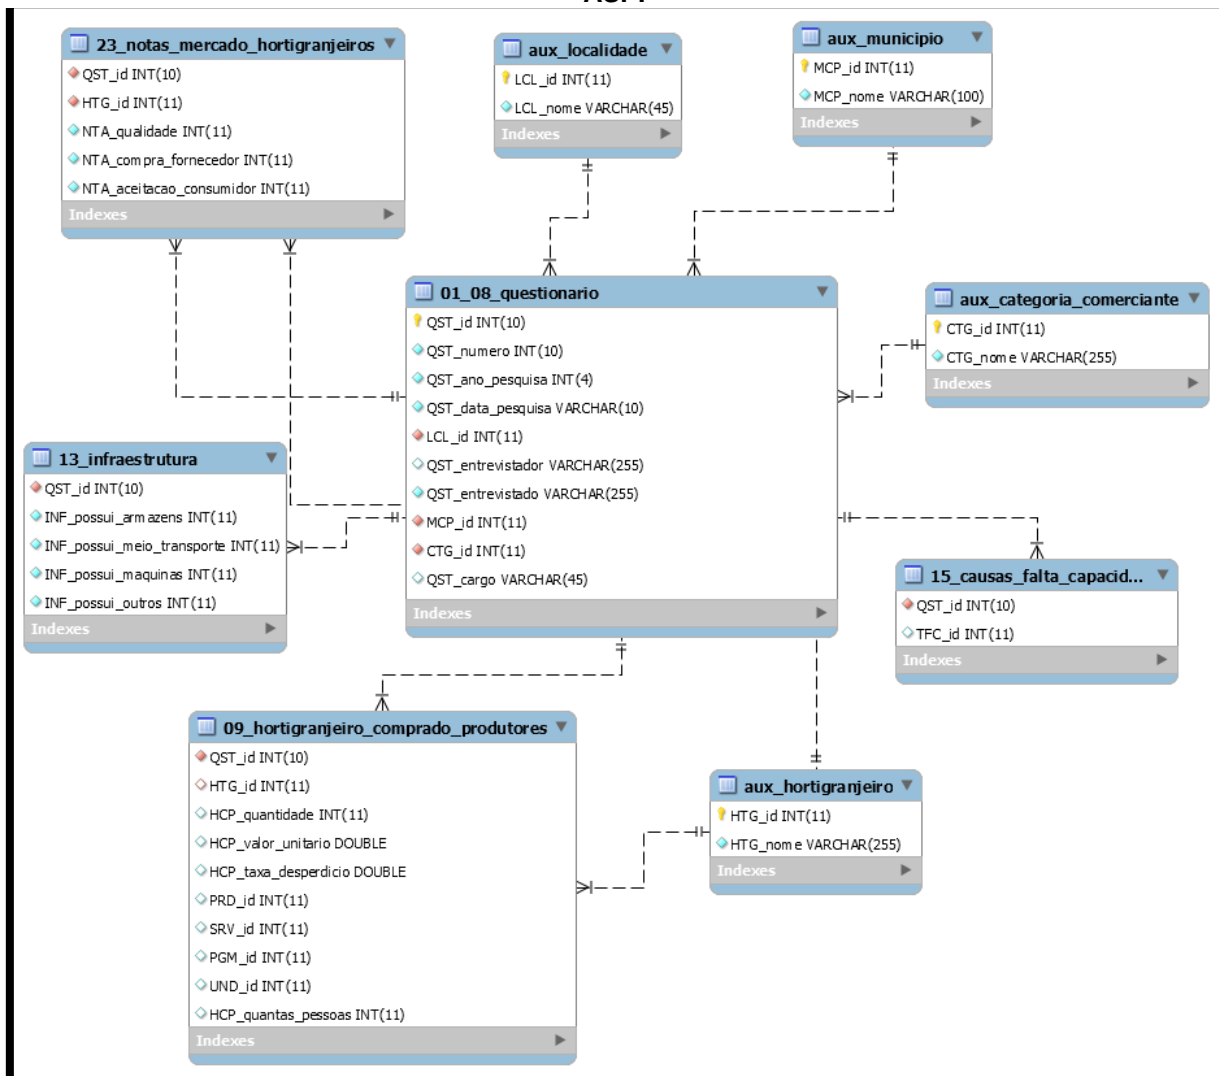 23_notas_mercado_hortigranjeiros
QST_id INT(10)
HTG_id INT(11)
NTA_qualidade INT(11)
NTA_compra_fornecedor INT(11)
NTA_aceitacao_consumidor INT(11)
Indexes
aux_localidade
LCL_id INT(11)
LCL_nome VARCHAR(45)
Indexes
aux_municipio
MCP_id INT(11)
MCP_nome VARCHAR(100)
Indexes
01_08_questionario
QST_id INT(10)
QST_numero INT(10)
QST_ano_pesquisa INT(4)
QST_data_pesquisa VARCHAR(10)
LCL_id INT(11)
QST_entrevistador VARCHAR(255)
QST_entrevistado VARCHAR(255)
MCP_id INT(11)
CTG_id INT(11)
QST_cargo VARCHAR(45)
Indexes
aux_categoria_comerciante
CTG_id INT(11)
CTG_nome VARCHAR(255)
Indexes
13_infraestrutura
QST_id INT(10)
INF_possui_armazens INT(11)
INF_possui_meio_transporte INT(11)
INF_possui_maquinas INT(11)
INF_possui_outros INT(11)
Indexes
15_causas_falta_capacid...
QST_id INT(10)
TFC_id INT(11)
Indexes
09_hortigranjeiro_comprado_produtores
QST_id INT(10)
HTG_id INT(11)
HCP_quantidade INT(11)
HCP_valor_unitario DOUBLE
HCP_taxa_desperdicio DOUBLE
PRD_id INT(11)
SRV_id INT(11)
PGM_id INT(11)
UND_id INT(11)
HCP_quantas_pessoas INT(11)
Indexes
aux_hortigranjeiro
HTG_id INT(11)
HTG_nome VARCHAR(255)
Indexes